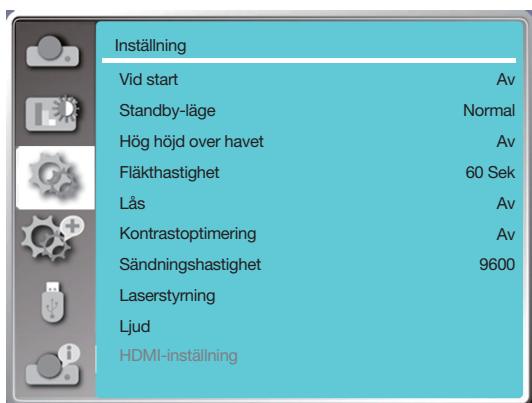 Inställning
Vid start Av
Standby-läge Normal
Hög höjd over havet Av
Fläkthastighet 60 Sek
Lås Av
Kontrastoptimering Av
Sändningshastighet 9600
Laserstyrning
Ljud
HDMI-inställning